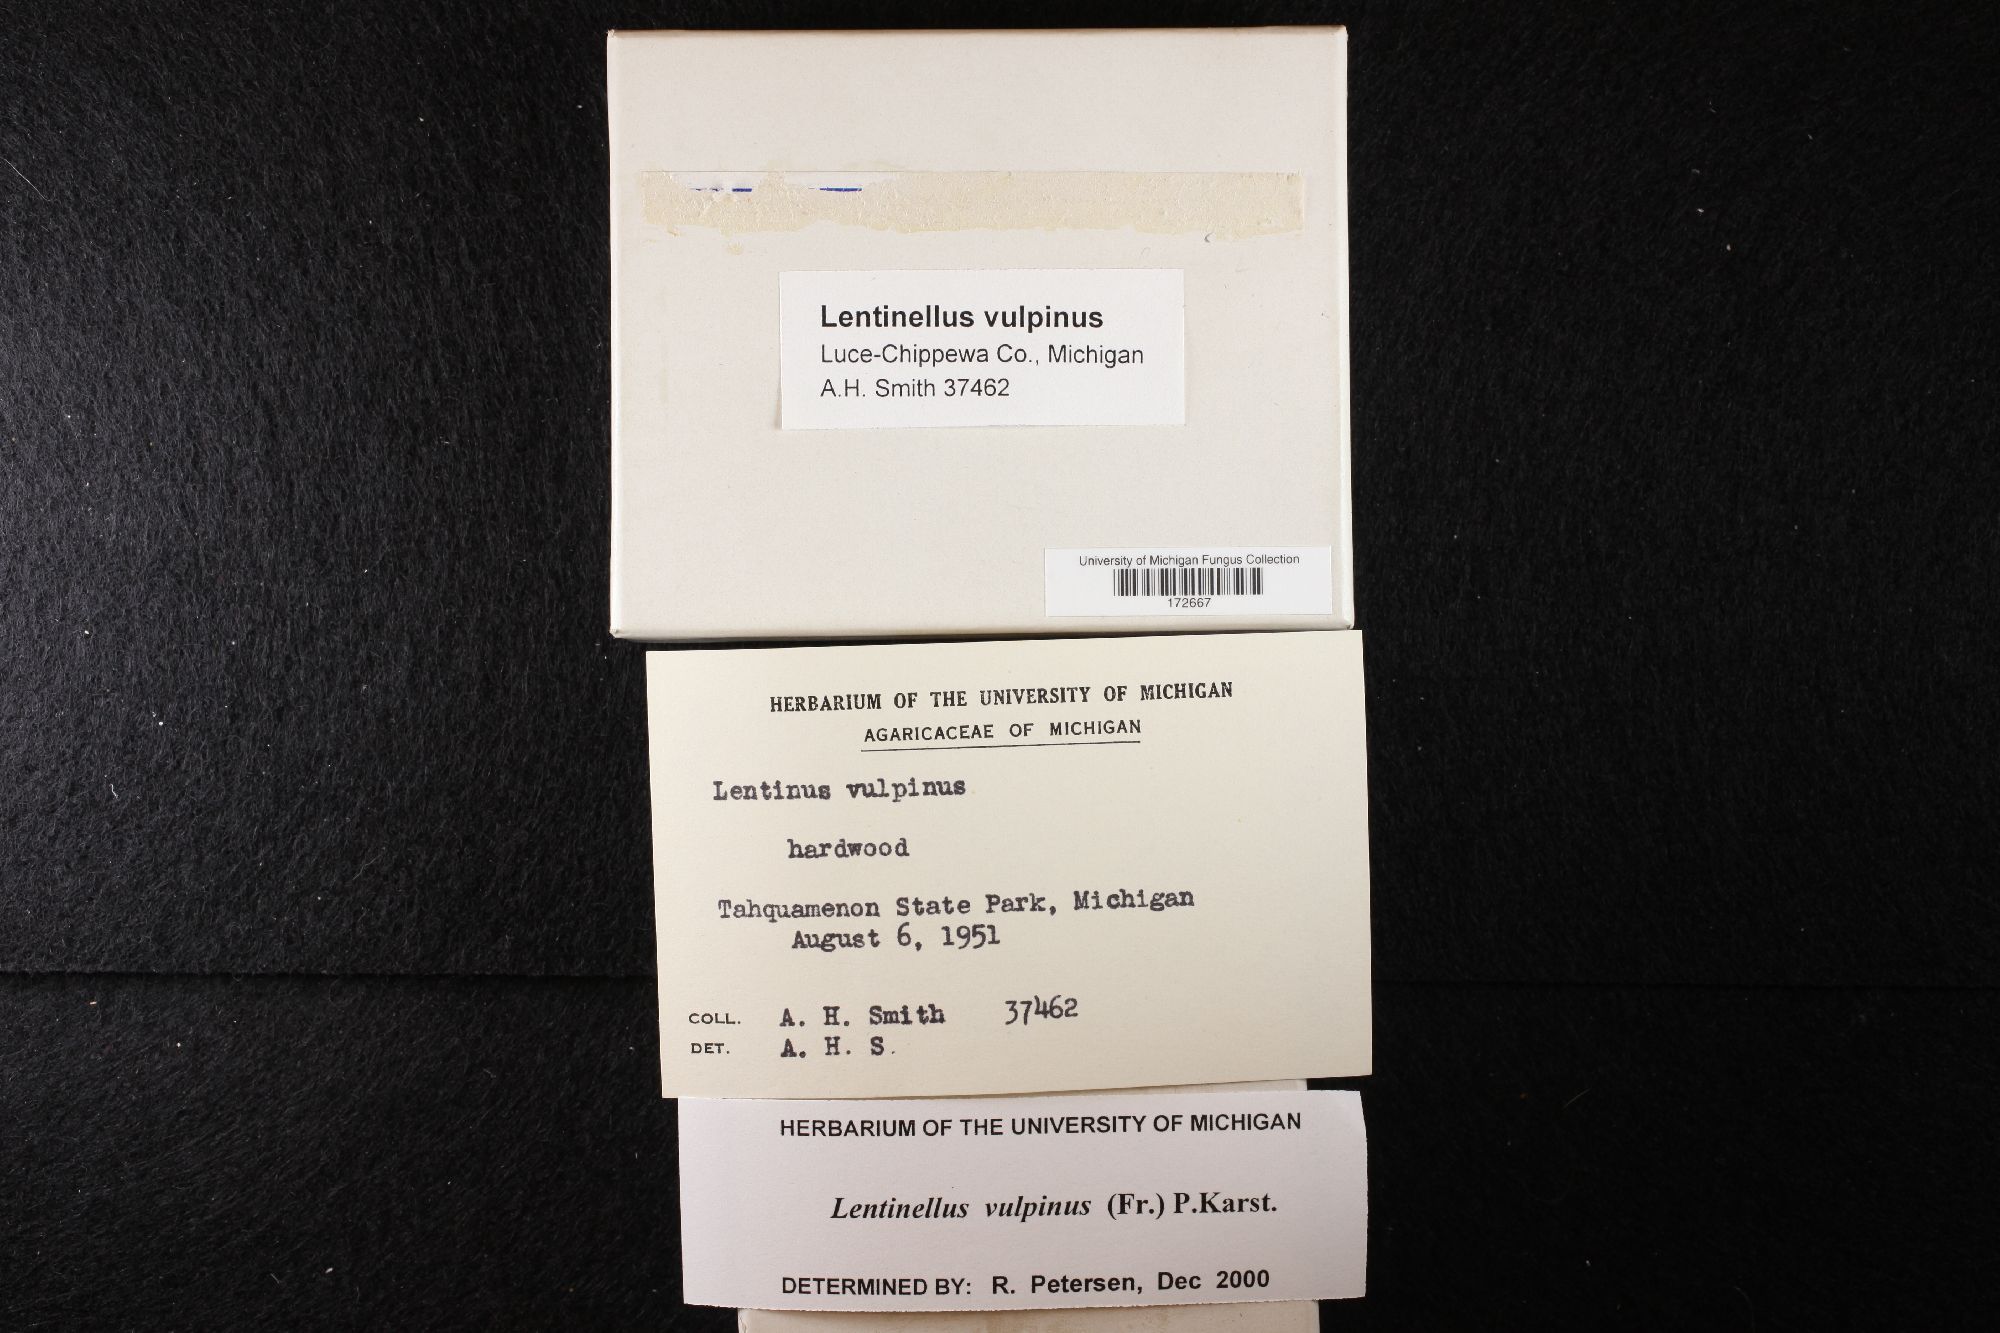 Lentinellus vulpinus
Luce-Chippewa Co., Michigan
A.H. Smith 37462
University of Michigan Fungus Collection
172667
HERBARIUM OF THE UNIVERSITY OF MICHIGAN
AGARICACEAE OF MICHIGAN
Lentinus vulpinus
hardwood
Tahquamenon State Park, Michigan
August 6, 1951
COLL. A. H. Smith 37462
DET. A. H. S.
HERBARIUM OF THE UNIVERSITY OF MICHIGAN
Lentinellus vulpinus (Fr.) P.Karst.
DETERMINED BY: R. Petersen, Dec 2000